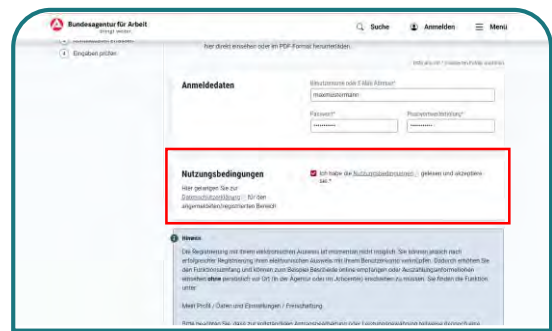 Bundesagentur für Arbeit
bringt weiter.
Suche
Anmelden
Menü
4 Eingaben prüfen
hier direkt einsehen oder im PDF-Format herunterladen.
Anmeldedaten
Benutzername oder E-Mail-Adresse*
maxmustermann
Passwort*
Passwortwiederholung*
Nutzungsbedingungen
Ich habe die Nutzungsbedingungen gelesen und akzeptiere
sie.*
Hier gelangen Sie zur
Datenschutzerklärung für den
angemeldeten/registrierten Bereich
Hinweis
Die Registrierung mit Ihrem elektronischen Ausweis ist momentan nicht möglich. Sie können jedoch nach
erfolgreicher Registrierung Ihren elektronischen Ausweis mit Ihrem Benutzerkonto verknüpfen. Dadurch erhöhen Sie
den Funktionsumfang und können zum Beispiel Bescheide online empfangen oder Auszahlungsinformationen
einsehen ohne persönlich vor Ort (in der Agentur oder im Jobcenter) erscheinen zu müssen. Sie finden die Funktion
unter:
Mein Profil / Daten und Einstellungen / Freischaltung.